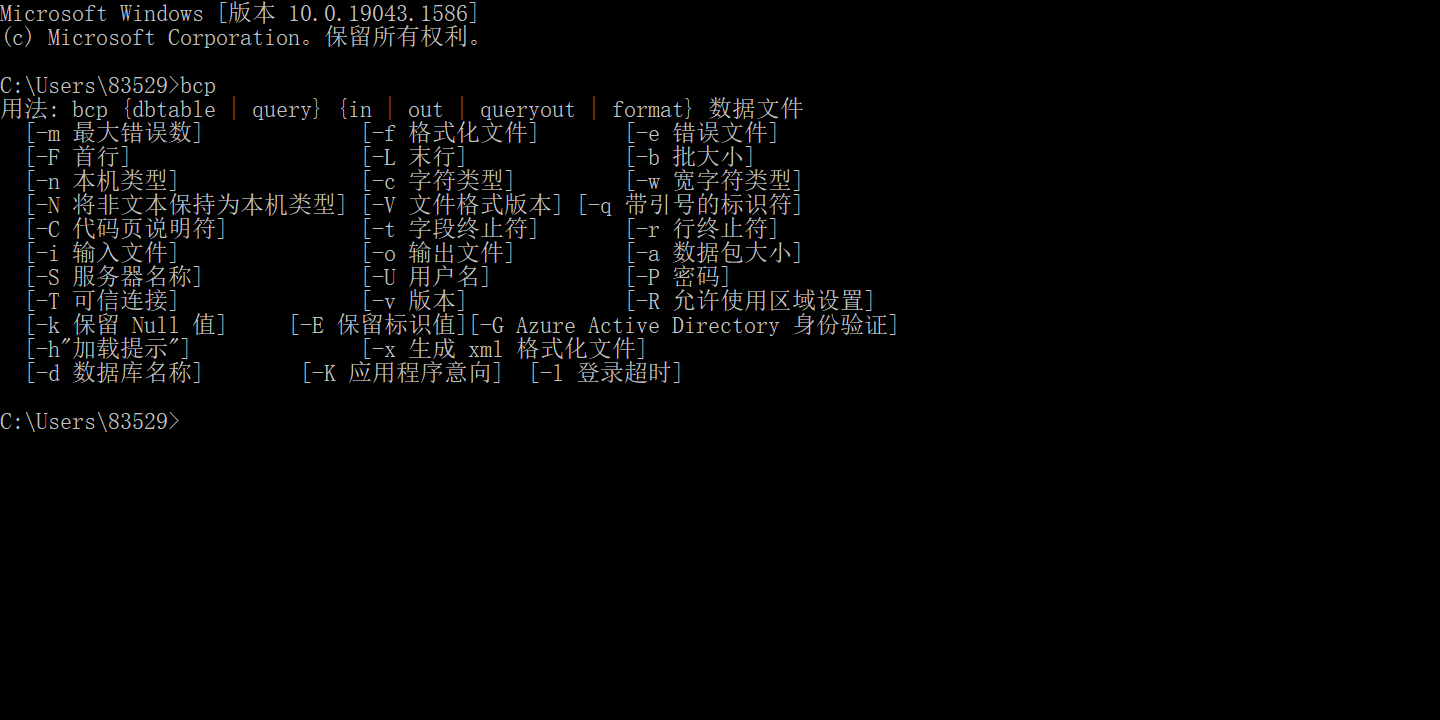 Microsoft Windows [版本 10.0.19043.1586]
(c) Microsoft Corporation。保留所有权利。
C:\Users\83529>bcp
用法: bcp {dbtable | query} {in | out | queryout | format} 数据文件
[-m 最大错误数] [-f 格式化文件] [-e 错误文件]
[-F 首行] [-L 末行] [-b 批大小]
[-n 本机类型] [-c 字符类型] [-w 宽字符类型]
[-N 将非文本保持为本机类型] [-V 文件格式版本] [-q 带引号的标识符]
[-C 代码页说明符] [-t 字段终止符] [-r 行终止符]
[-i 输入文件] [-o 输出文件] [-a 数据包大小]
[-S 服务器名称] [-U 用户名] [-P 密码]
[-T 可信连接] [-v 版本] [-R 允许使用区域设置]
[-k 保留 Null 值] [-E 保留标识值][-G Azure Active Directory 身份验证]
[-h"加载提示"] [-x 生成 xml 格式化文件]
[-d 数据库名称] [-K 应用程序意向] [-l 登录超时]
C:\Users\83529>